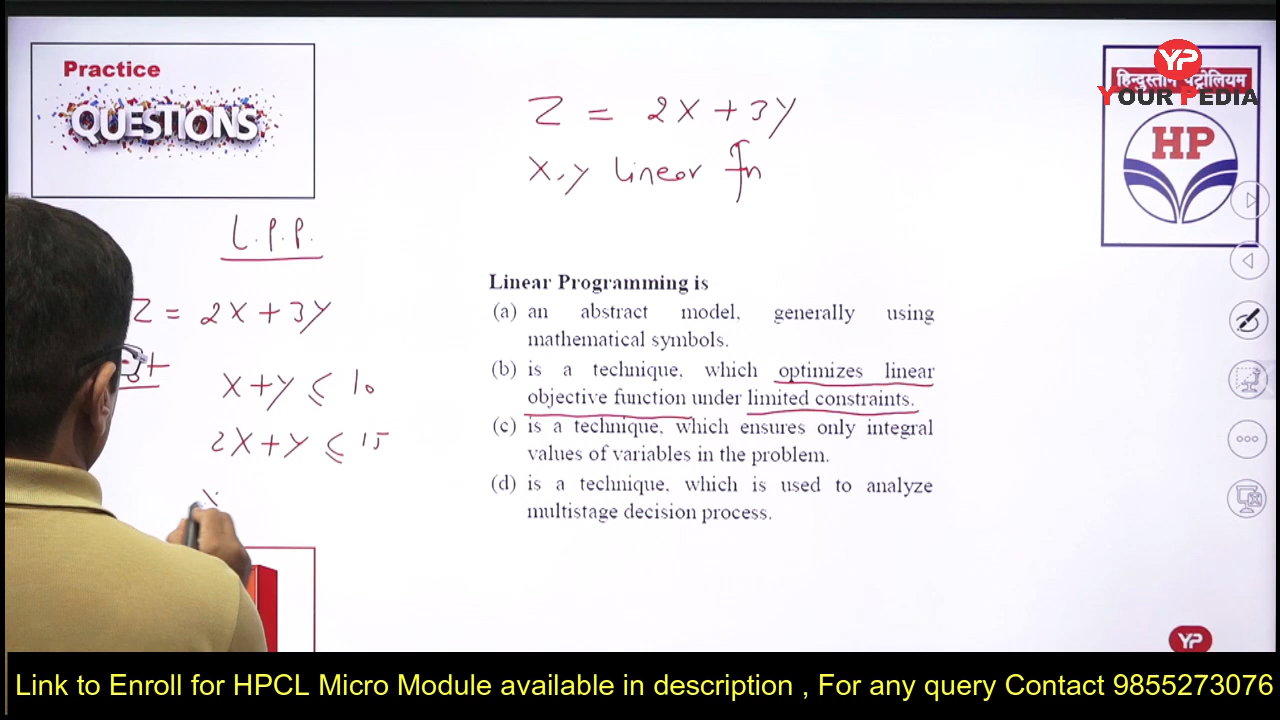 Practice
QUESTIONS
Z = 2X + 3Y
X, y linear fn
L.P.P.
Z = 2X + 3Y
X + y ≤ 10
2X + y ≤ 15
X
Linear Programming is
(a) an abstract model, generally using
mathematical symbols.
(b) is a technique, which optimizes linear
objective function under limited constraints.
(c) is a technique, which ensures only integral
values of variables in the problem.
(d) is a technique, which is used to analyze
multistage decision process.
हिन्दुस्तान पेट्रोलियम
YP
YOUR PEDIA
HP
YP
Link to Enroll for HPCL Micro Module available in description , For any query Contact 9855273076